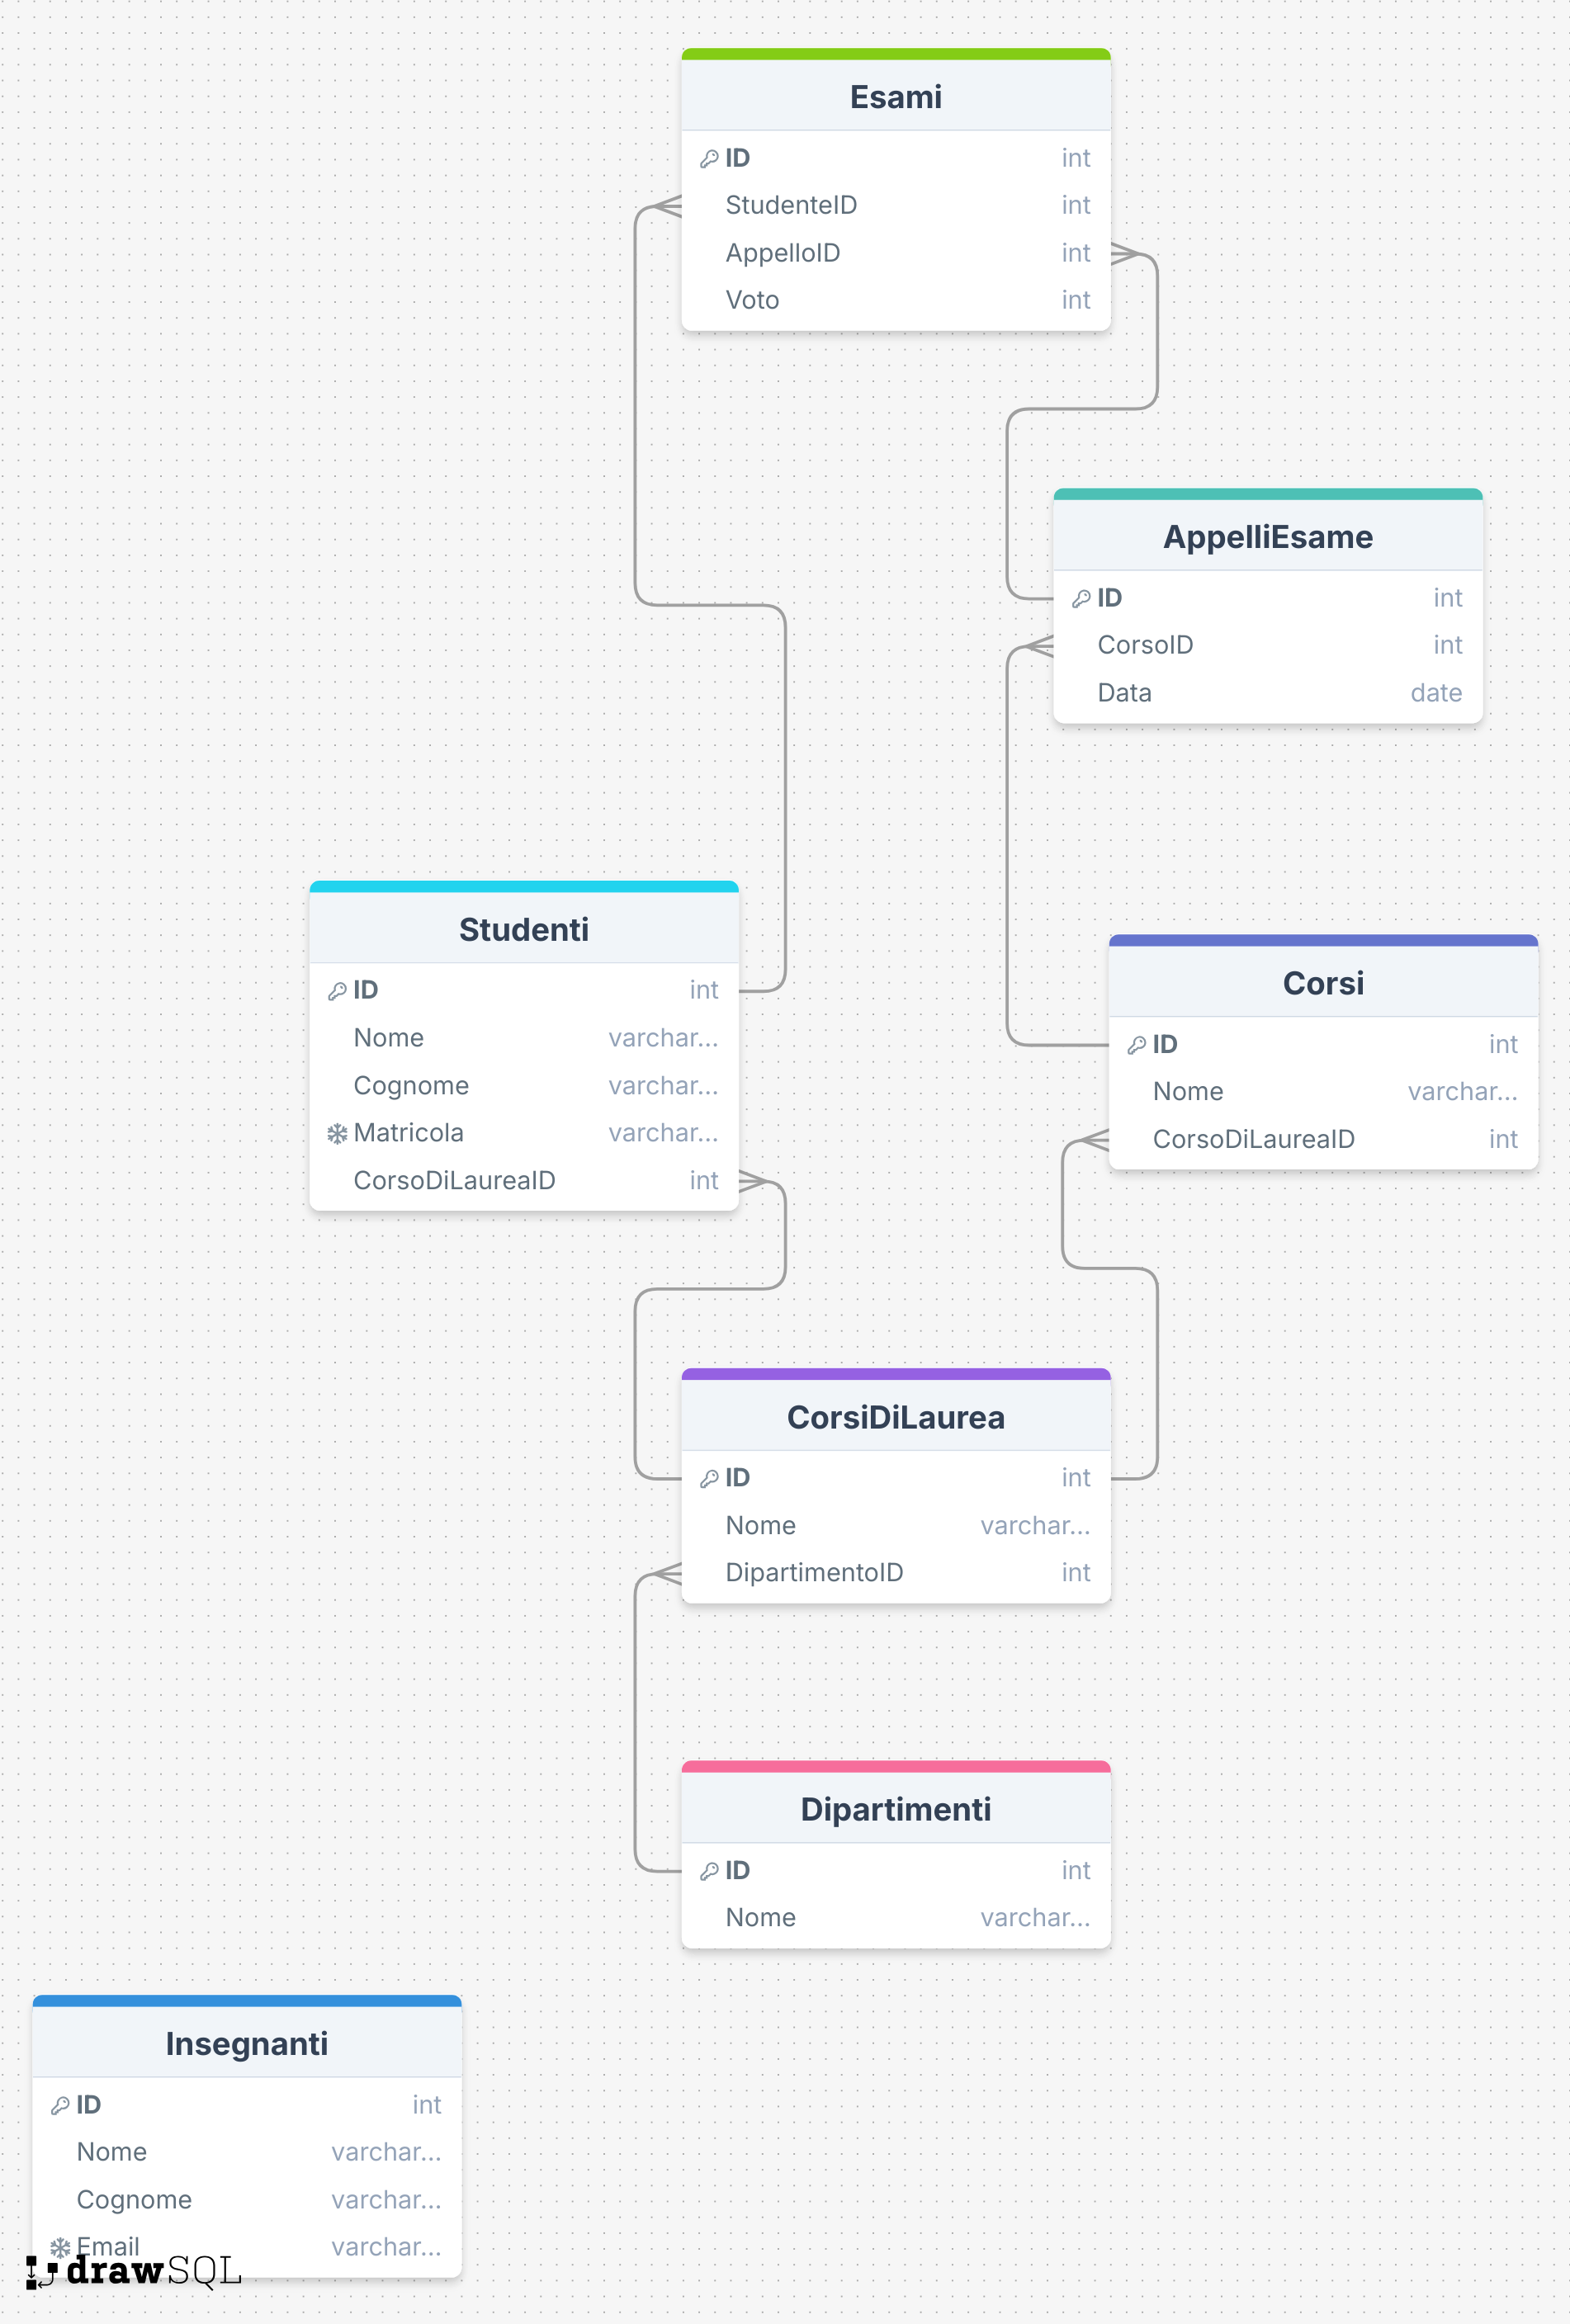 Esami
ID int
StudenteID int
AppelloID int
Voto int
AppelliEsame
ID int
CorsoID int
Data date
Studenti
ID int
Nome varchar...
Cognome varchar...
Matricola varchar...
CorsoDiLaureaID int
Corsi
ID int
Nome varchar...
CorsoDiLaureaID int
CorsiDiLaurea
ID int
Nome varchar...
DipartimentoID int
Dipartimenti
ID int
Nome varchar...
Insegnanti
ID int
Nome varchar...
Cognome varchar...
Email varchar...
drawSQL